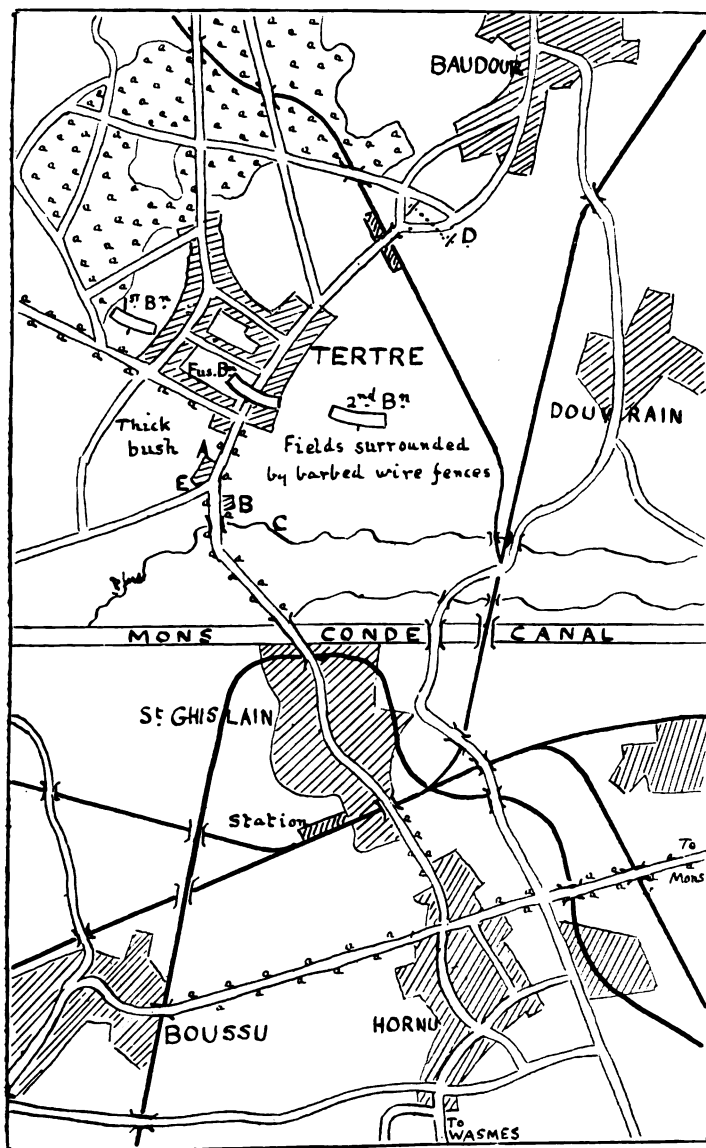 BAUDOUR
D
1ST Bn
TERTRE
Fus. Bn
2nd Bn
DOUVRAIN
Thick
bush
A
Fields surrounded
by barbed wire fences
E
B
C
MONS CONDE CANAL
St GHISLAIN
Station
To
Mons
BOUSSU
HORNU
To
WASMES